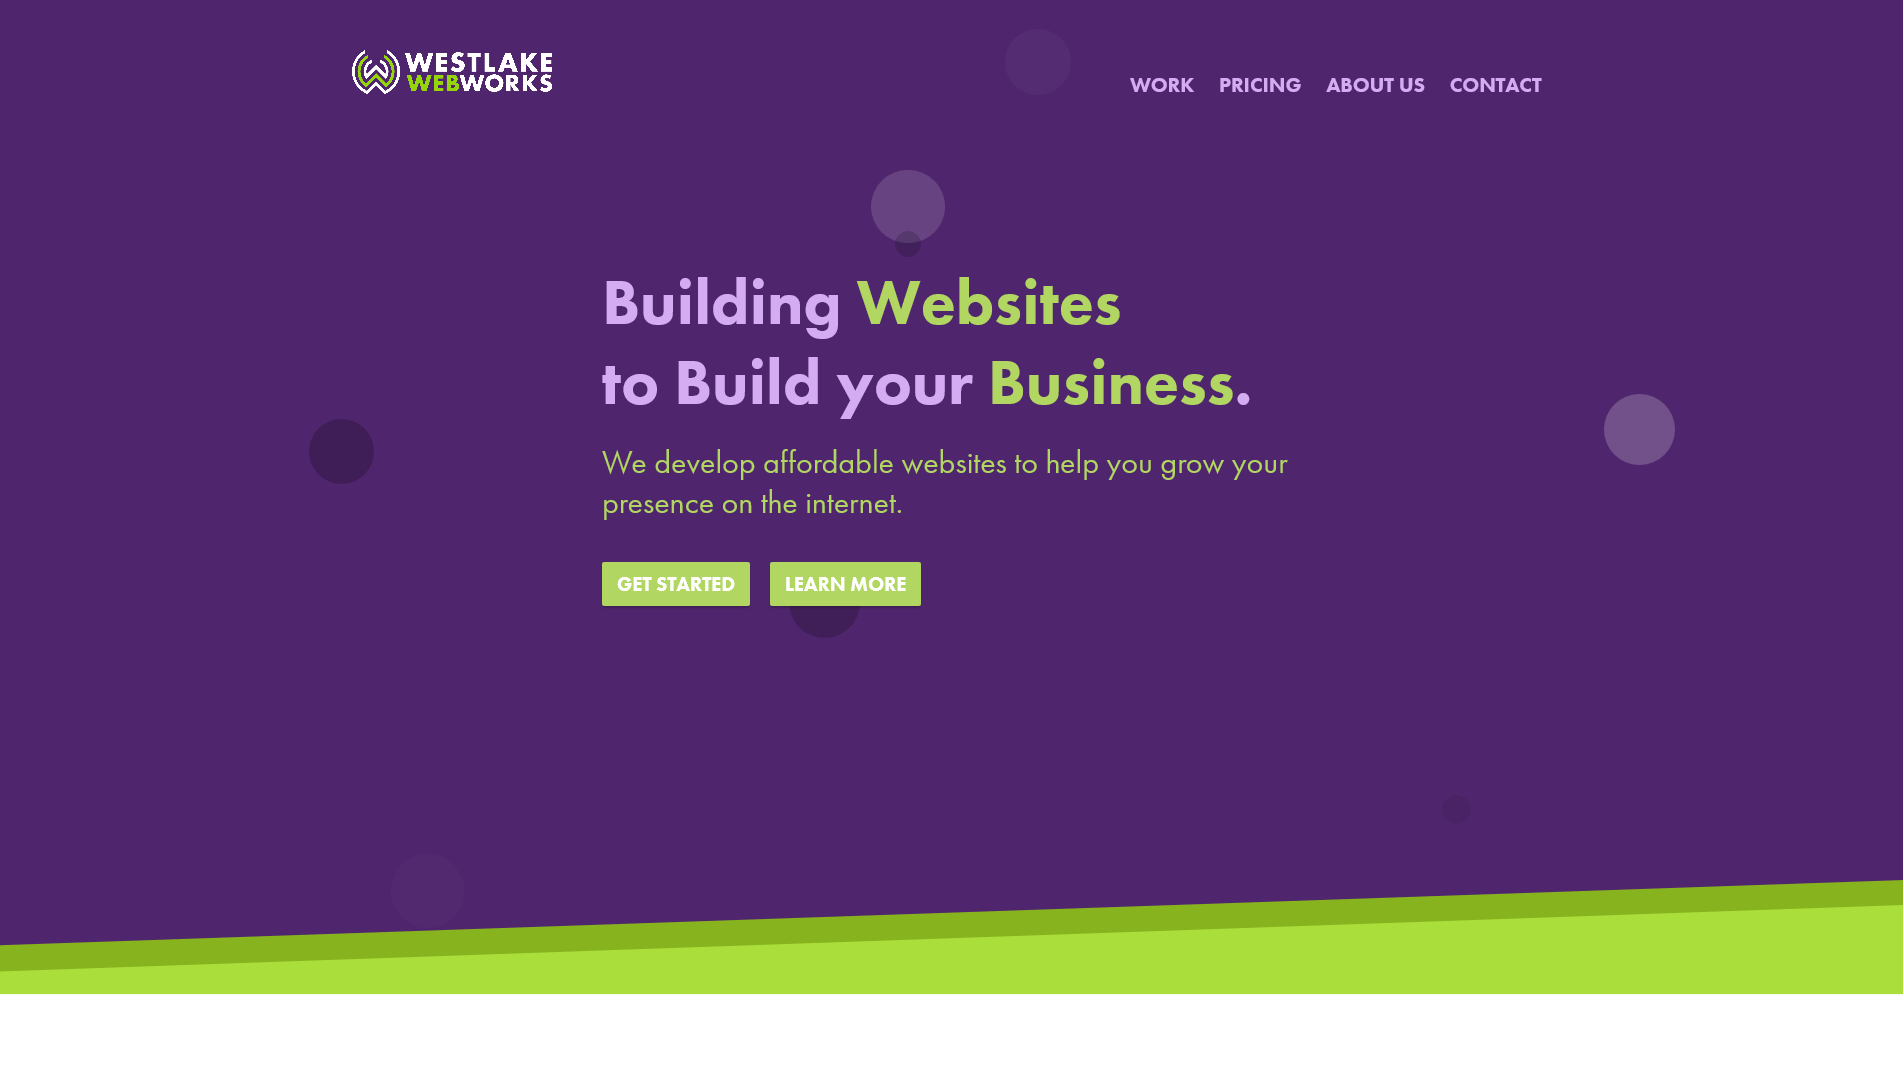 WESTLAKE
WEBWORKS
WORK PRICING ABOUT US CONTACT
Building Websites
to Build your Business.
We develop affordable websites to help you grow your
presence on the internet.
GET STARTED LEARN MORE